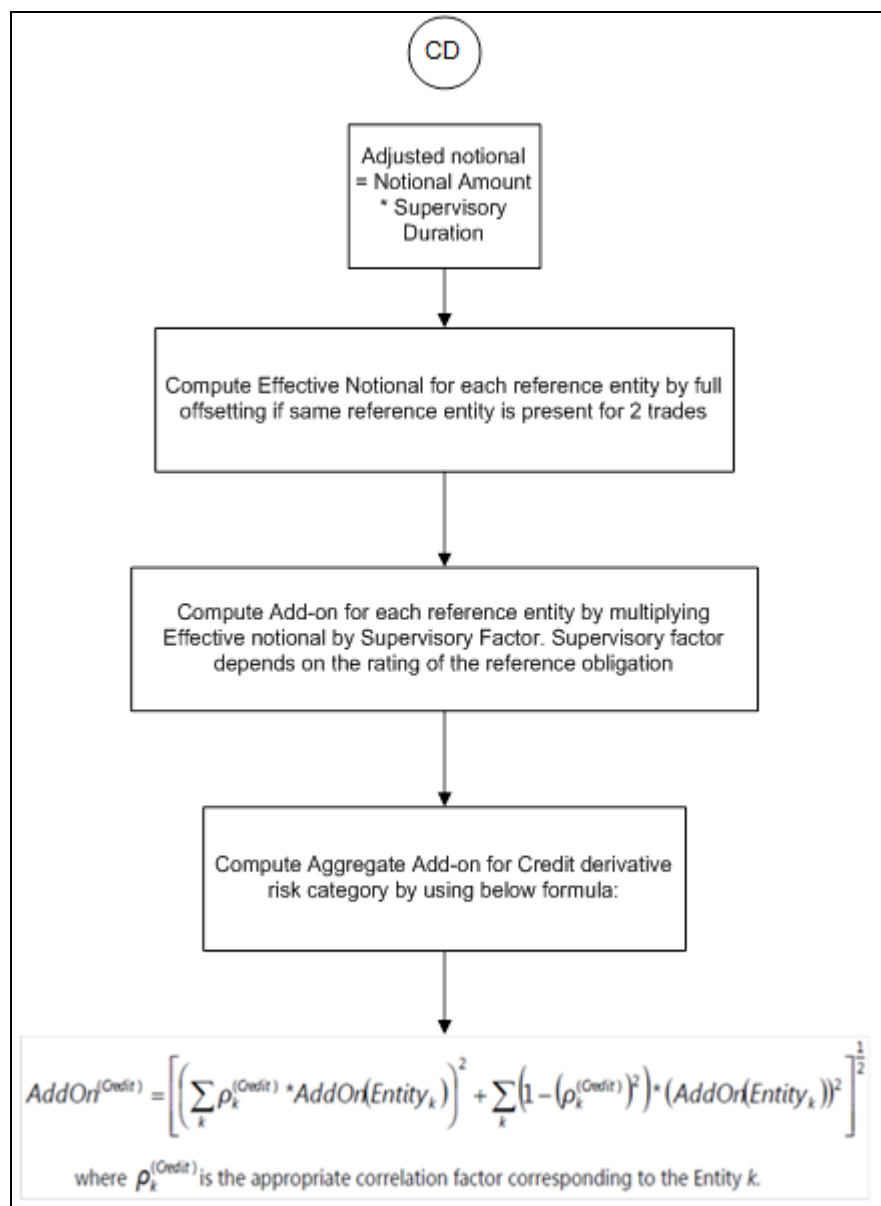 CD
Adjusted notional
= Notional Amount
* Supervisory
Duration
Compute Effective Notional for each reference entity by full
offsetting if same reference entity is present for 2 trades
Compute Add-on for each reference entity by multiplying
Effective notional by Supervisory Factor. Supervisory factor
depends on the rating of the reference obligation
Compute Aggregate Add-on for Credit derivative
risk category by using below formula:
AddOn^(Credit) = [(∑_k ρ_k^(Credit) *AddOn(Entity_k))^2 + ∑_k (1−(ρ_k^(Credit))^2)*(AddOn(Entity_k))^2]^(1/2)
where ρ_k^(Credit) is the appropriate correlation factor corresponding to the Entity k.